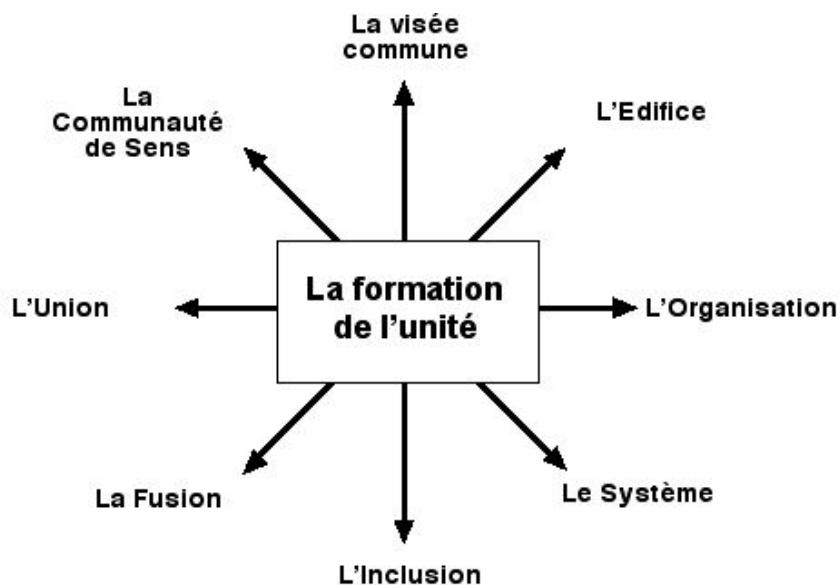 La visée
commune
La
Communauté
de Sens
L'Edifice
La formation
de l'unité
L'Union
L'Organisation
La Fusion
Le Système
L'Inclusion